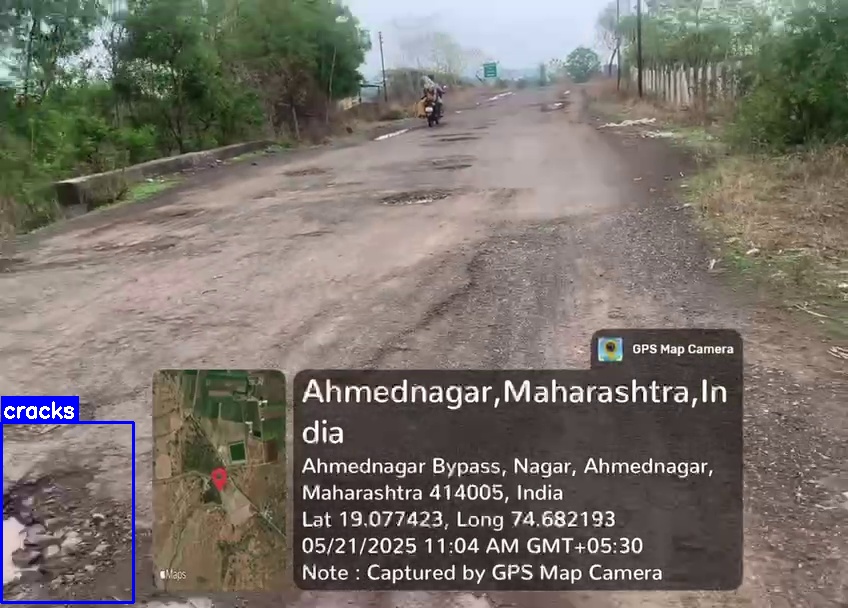 cracks
GPS Map Camera
Ahmednagar,Maharashtra,In
dia
Ahmednagar Bypass, Nagar, Ahmednagar,
Maharashtra 414005, India
Lat 19.077423, Long 74.682193
05/21/2025 11:04 AM GMT+05:30
Note : Captured by GPS Map Camera
Maps